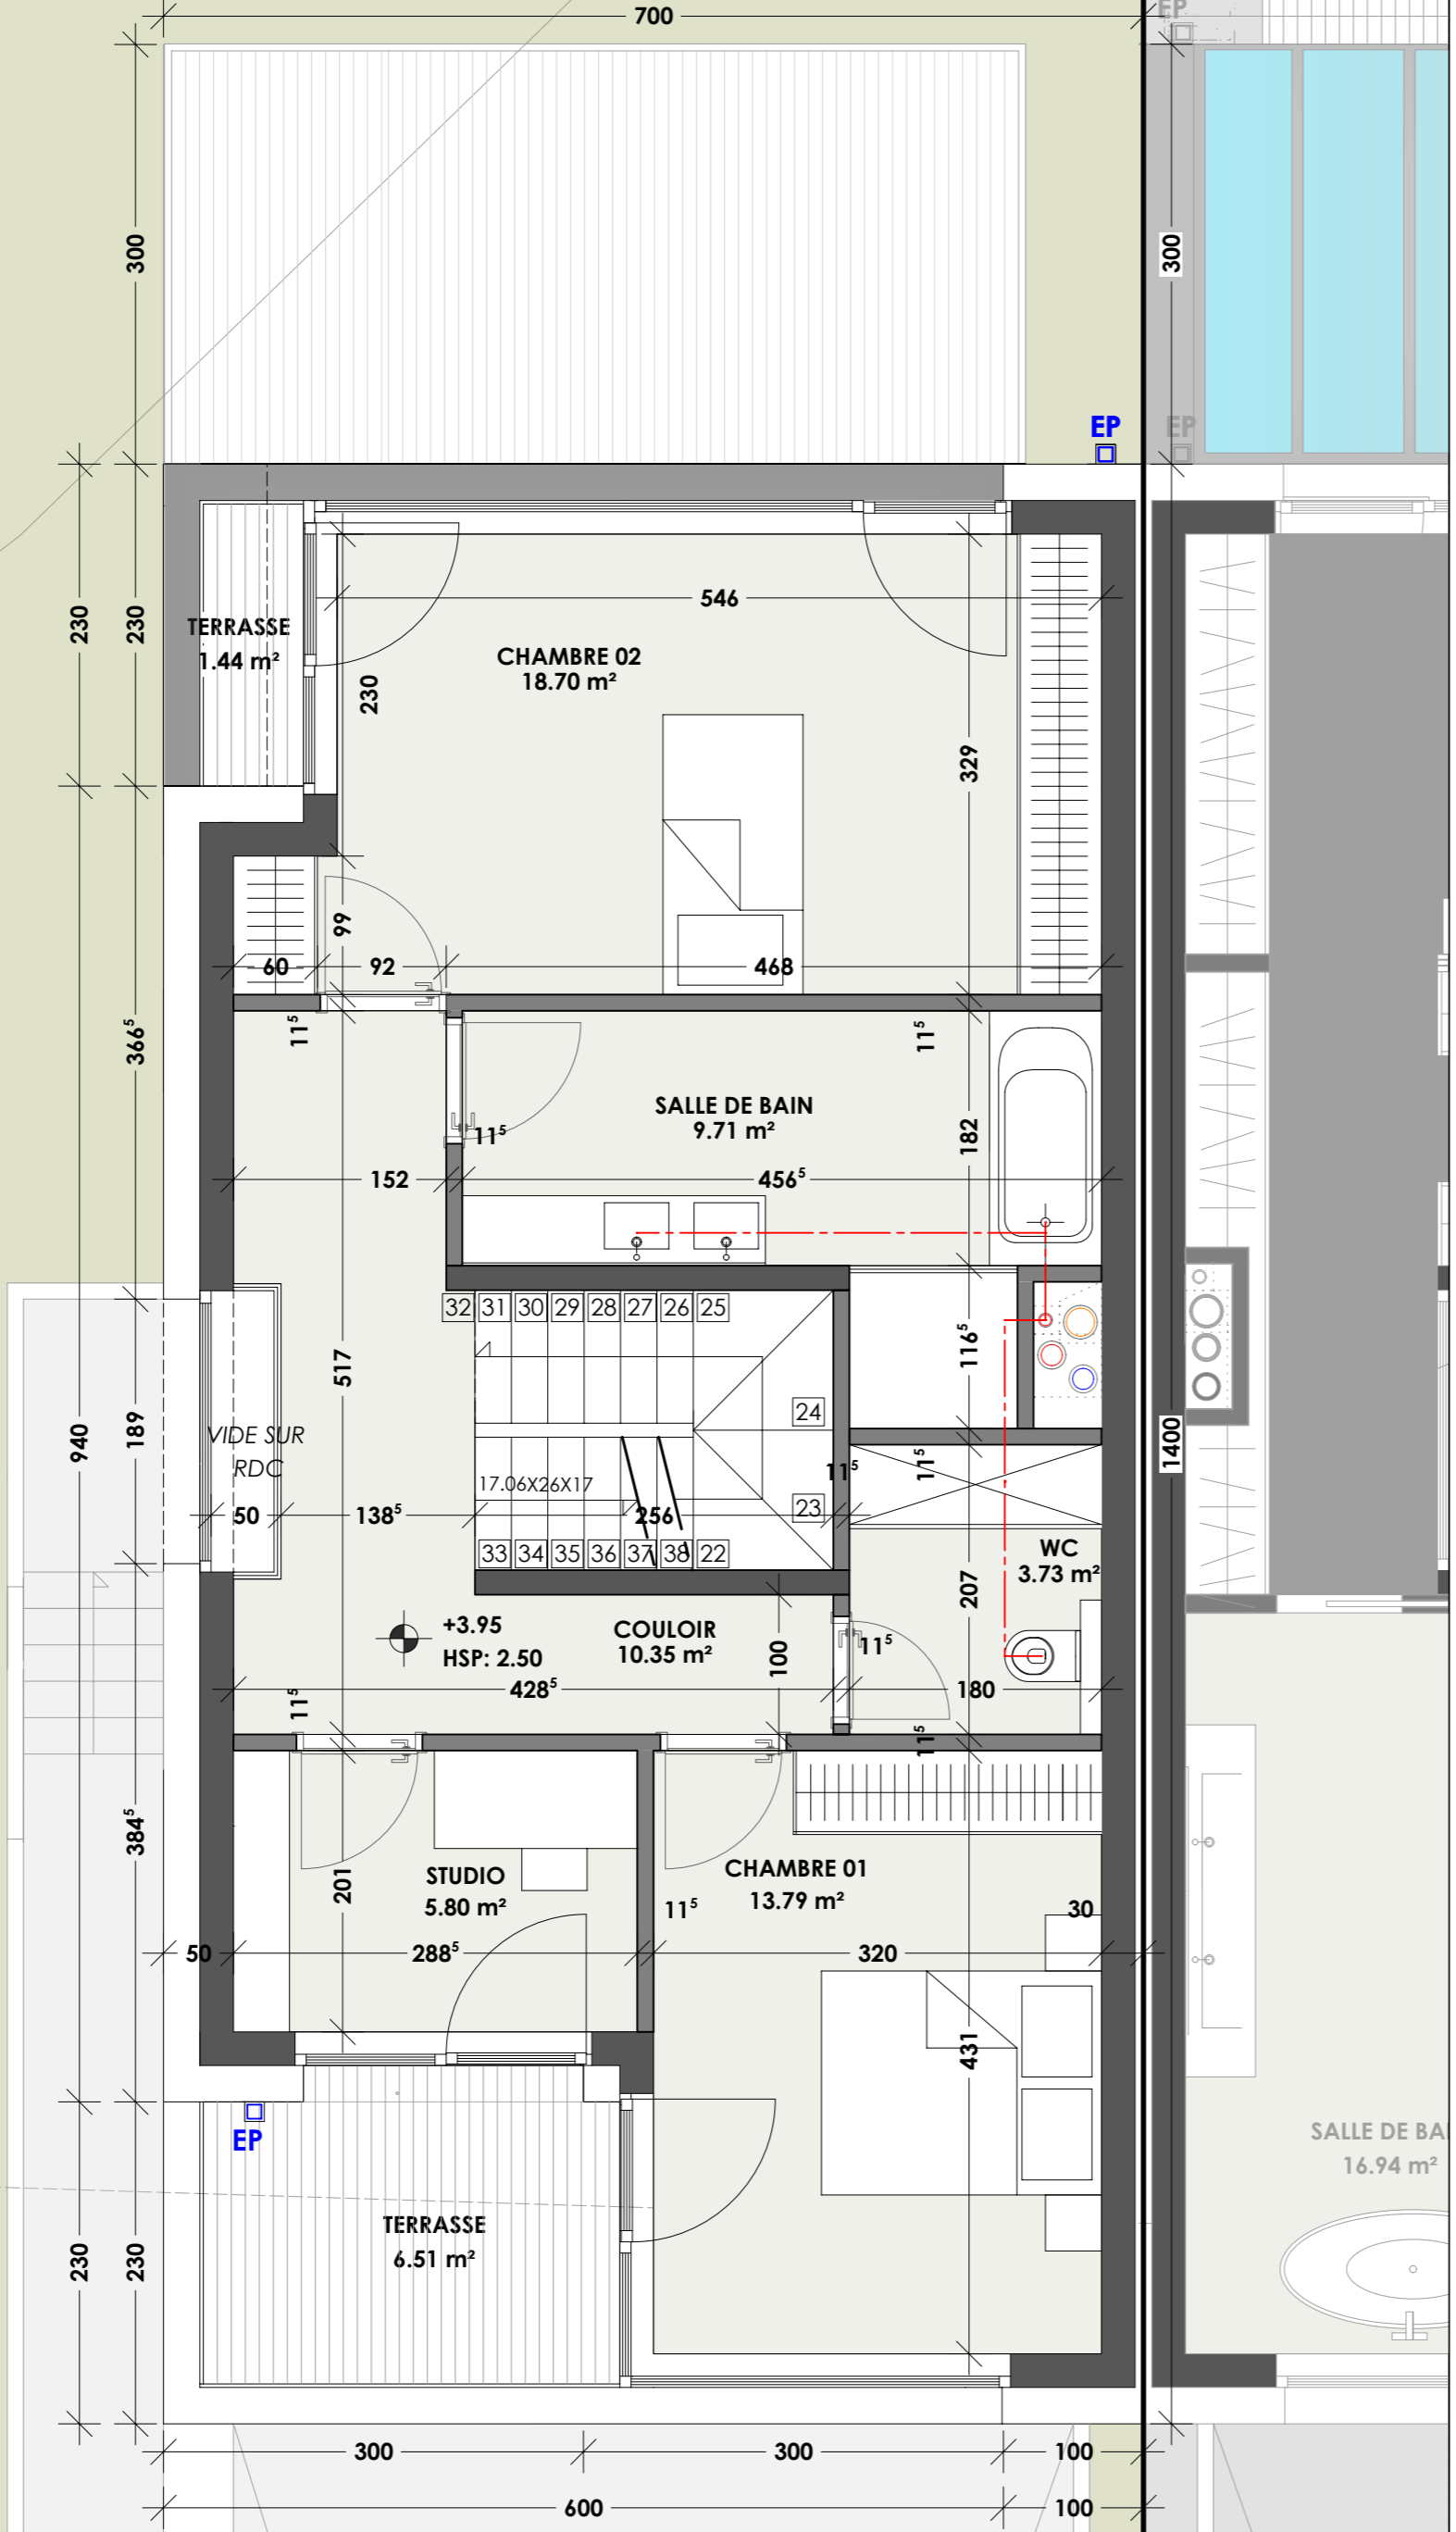 700
EP
300
300
EP
EP
230
230
TERRASSE
1.44 m²
546
CHAMBRE 02
18.70 m²
230
329
99
60
92
468
11⁵
11⁵
366⁵
SALLE DE BAIN
9.71 m²
11⁵
182
152
456⁵
32
31
30
29
28
27
26
25
517
116⁵
24
940
189
VIDE SUR
RDC
1400
11⁵
11⁵
17.06X26X17
23
50
138⁵
256
33
34
35
36
37
38
22
WC
3.73 m²
207
+3.95
HSP: 2.50
COULOIR
10.35 m²
100
11⁵
428⁵
180
11⁵
11⁵
384⁵
201
STUDIO
5.80 m²
CHAMBRE 01
13.79 m²
11⁵
30
50
288⁵
320
431
EP
SALLE DE BAI
16.94 m²
TERRASSE
6.51 m²
230
230
300
300
100
600
100